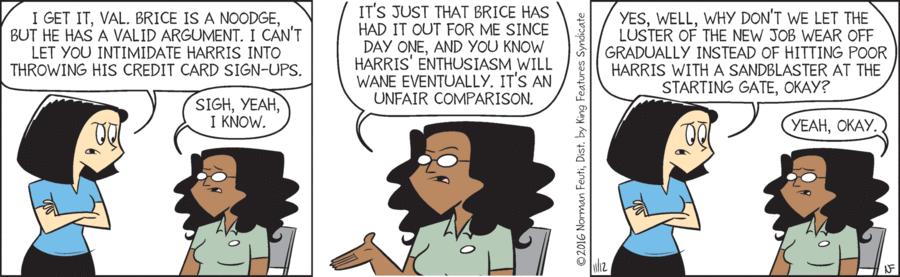 I GET IT, VAL. BRICE IS A NOODGE,
BUT HE HAS A VALID ARGUMENT. I CAN'T
LET YOU INTIMIDATE HARRIS INTO
THROWING HIS CREDIT CARD SIGN-UPS.
SIGH, YEAH,
I KNOW.
IT'S JUST THAT BRICE HAS
HAD IT OUT FOR ME SINCE
DAY ONE, AND YOU KNOW
HARRIS' ENTHUSIASM WILL
WANE EVENTUALLY. IT'S AN
UNFAIR COMPARISON.
©2016 Norman Feuti, Dist. by King Features Syndicate
YES, WELL, WHY DON'T WE LET THE
LUSTER OF THE NEW JOB WEAR OFF
GRADUALLY INSTEAD OF HITTING POOR
HARRIS WITH A SANDBLASTER AT THE
STARTING GATE, OKAY?
YEAH, OKAY.
11/12
NF